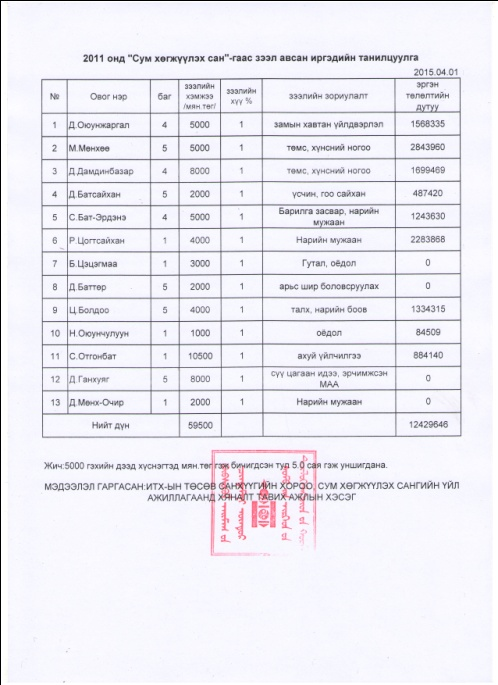 2011 онд "Сум хөгжүүлэх сан"-гаас зээл авсан иргэдийн танилцуулга
2015.04.01
№ Овог нэр баг зээлийн хэмжээ /мян.төг/ зээлийн хүү % зээлийн зориулалт эргэн төлөлтийн дутуу
1 Д.Оюунжаргал 4 5000 1 замын хавтан үйлдвэрлэл 1568335
2 М.Мөнхөө 5 5000 1 төмс, хүнсний ногоо 2843960
3 Д.Дамдинбазар 4 8000 1 төмс, хүнсний ногоо 1699469
4 Д.Батсайхан 5 2000 1 үсчин, гоо сайхан 487420
5 С.Бат-Эрдэнэ 4 5000 1 Барилга засвар, нарийн мужаан 1243630
6 Р.Цогтсайхан 1 4000 1 Нарийн мужаан 2283868
7 Б.Цэцэгмаа 1 3000 1 Гутал, оёдол 0
8 Д.Баттөр 5 2000 1 арьс шир боловсруулах 0
9 Ц.Болдоо 5 4000 1 талх, нарийн боов 1334315
10 Н.Оюунчулуун 1 1000 1 оёдол 84509
11 С.Отгонбат 1 10500 1 ахуй үйлчилгээ 884140
12 Д.Ганхуяг 5 8000 1 сүү цагаан идээ, эрчимжсэн МАА 0
13 Д.Мөнх-Очир 1 2000 1 Нарийн мужаан 0
Нийт дүн 59500 12429646
Жич:5000 гэхийн дээд хүснэгтэд мян.төг гэж бичигдсэн тул 5.0 сая гэж уншигдана.
МЭДЭЭЛЭЛ ГАРГАСАН:ИТХ-ЫН ТӨСӨВ САНХҮҮГИЙН ХОРОО, СУМ ХӨГЖҮҮЛЭХ САНГИЙН ҮЙЛ
АЖИЛЛАГААНД ХЯНАЛТ ТАВИХ АЖЛЫН ХЭСЭГ